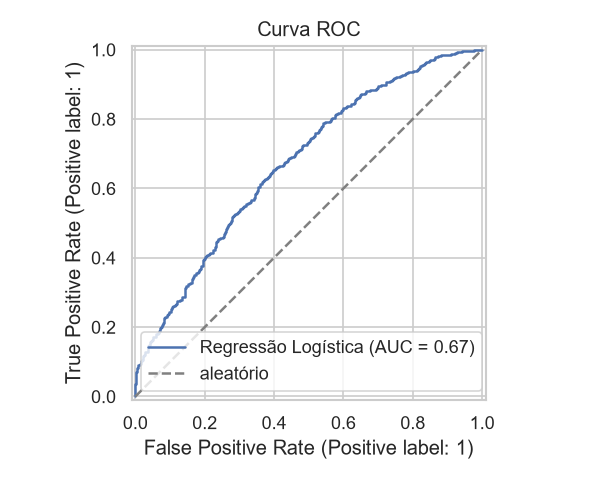 Curva ROC
True Positive Rate (Positive label: 1)
1.0
0.8
0.6
0.4
0.2
0.0
Regressão Logística (AUC = 0.67)
aleatório
0.0 0.2 0.4 0.6 0.8 1.0
False Positive Rate (Positive label: 1)